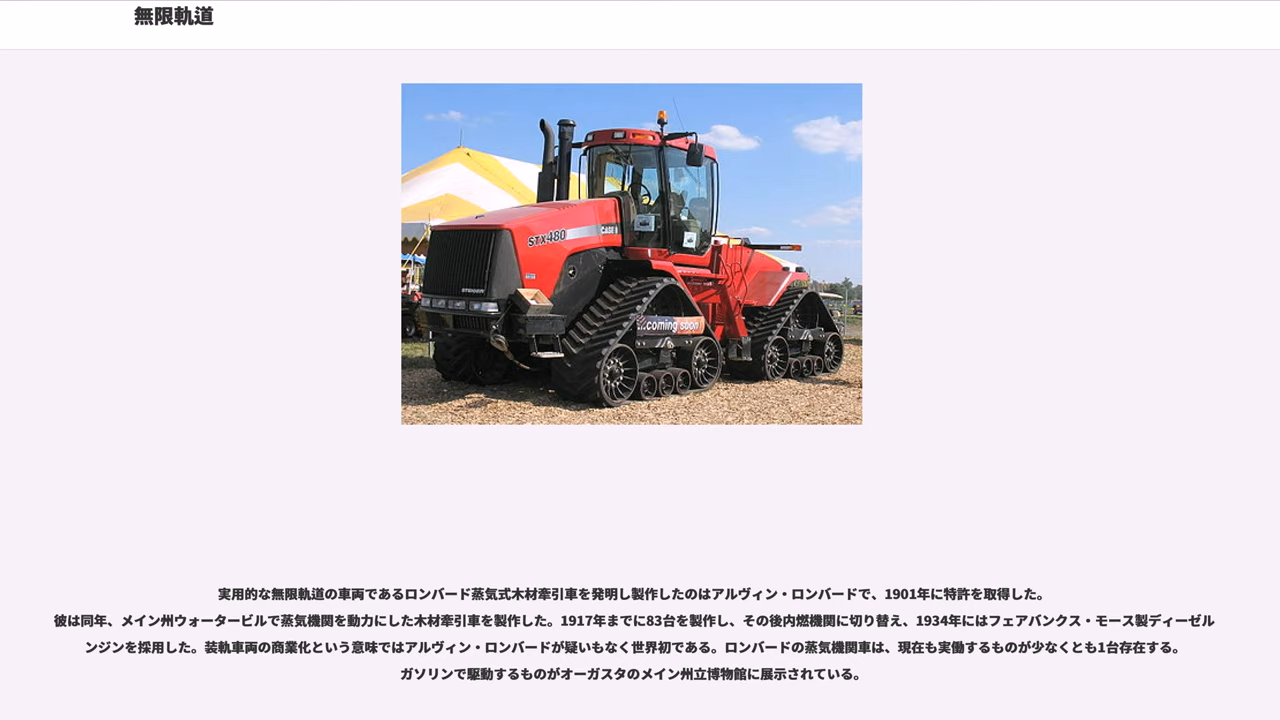 無限軌道
STX480
CASE IH
STEIGER
...coming soon
実用的な無限軌道の車両であるロンバード蒸気式木材牽引車を発明し製作したのはアルヴィン・ロンバードで、1901年に特許を取得した。
彼は同年、メイン州ウォータービルで蒸気機関を動力にした木材牽引車を製作した。1917年までに83台を製作し、その後内燃機関に切り替え、1934年にはフェアバンクス・モース製ディーゼル
ンジンを採用した。装軌車両の商業化という意味ではアルヴィン・ロンバードが疑いもなく世界初である。ロンバードの蒸気機関車は、現在も実働するものが少なくとも1台存在する。
ガソリンで駆動するものがオーガスタのメイン州立博物館に展示されている。